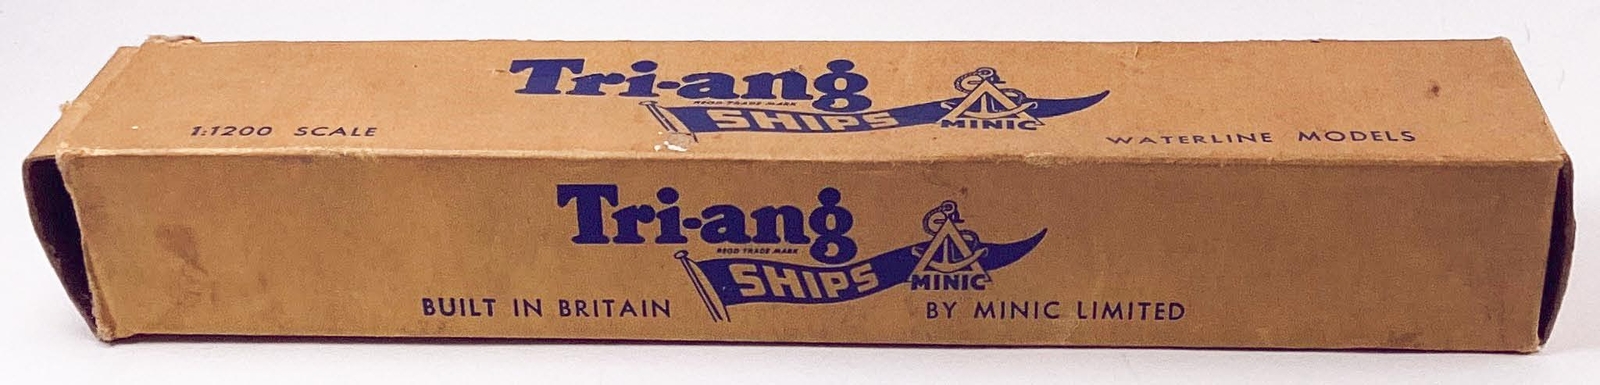 Tri-ang
REGD TRADE MARK
SHIPS
MINIC
1:1200 SCALE
WATERLINE MODELS
Tri-ang
REGD TRADE MARK
SHIPS
MINIC
BUILT IN BRITAIN
BY MINIC LIMITED